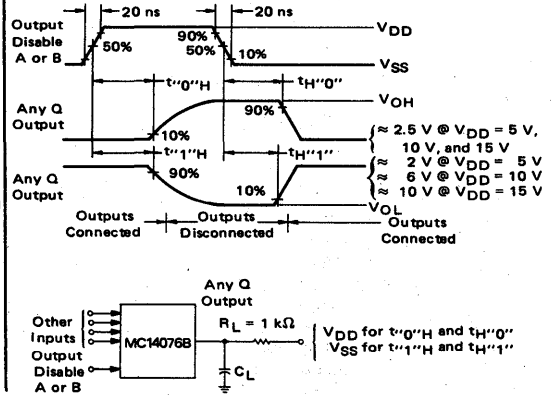 20 ns
20 ns
Output
Disable
A or B
50%
90%
50%
10%
VDD
VSS
t"0"H
tH"0"
Any Q
Output
10%
90%
VOH
≈ 2.5 V @ VDD = 5 V,
10 V, and 15 V
t"1"H
tH"1"
Any Q
Output
90%
10%
≈ 2 V @ VDD = 5 V
≈ 6 V @ VDD = 10 V
≈ 10 V @ VDD = 15 V
VOL
Outputs
Connected
Outputs
Disconnected
Outputs
Connected
Any Q
Output
Other
Inputs
Output
Disable
A or B
MC14076B
RL = 1 kΩ
CL
VDD for t"0"H and tH"0"
VSS for t"1"H and tH"1"